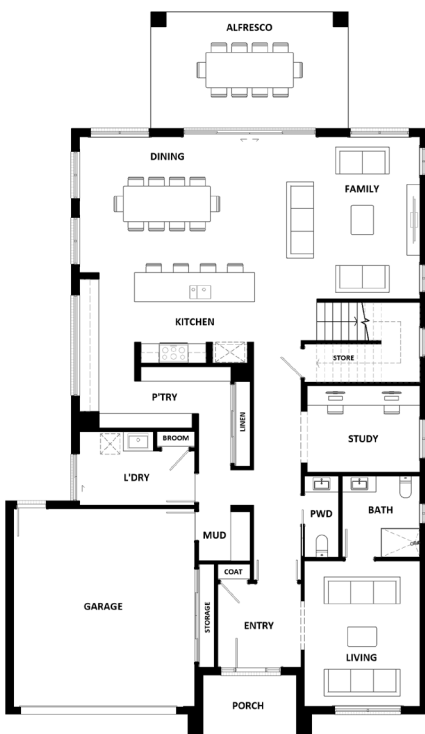 ALFRESCO
DINING
FAMILY
KITCHEN
STORE
P'TRY
LINEN
STUDY
BROOM
L'DRY
PWD
BATH
MUD
COAT
GARAGE
STORAGE
ENTRY
LIVING
PORCH